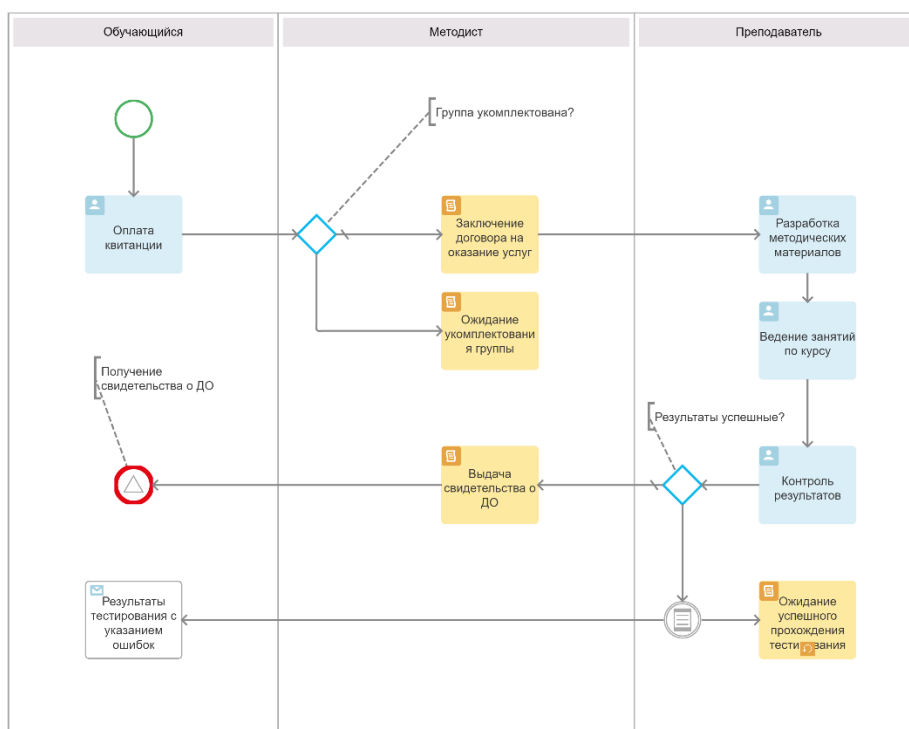 Обучающийся
Методист
Преподаватель
Группа укомплектована?
Оплата
квитанции
Заключение
договора на
оказание услуг
Разработка
методических
материалов
Ожидание
укомплектовани
я группы
Ведение занятий
по курсу
Получение
свидетельства о ДО
Результаты успешные?
Выдача
свидетельства о
ДО
Контроль
результатов
Результаты
тестирования с
указанием
ошибок
Ожидание
успешного
прохождения
тестирования